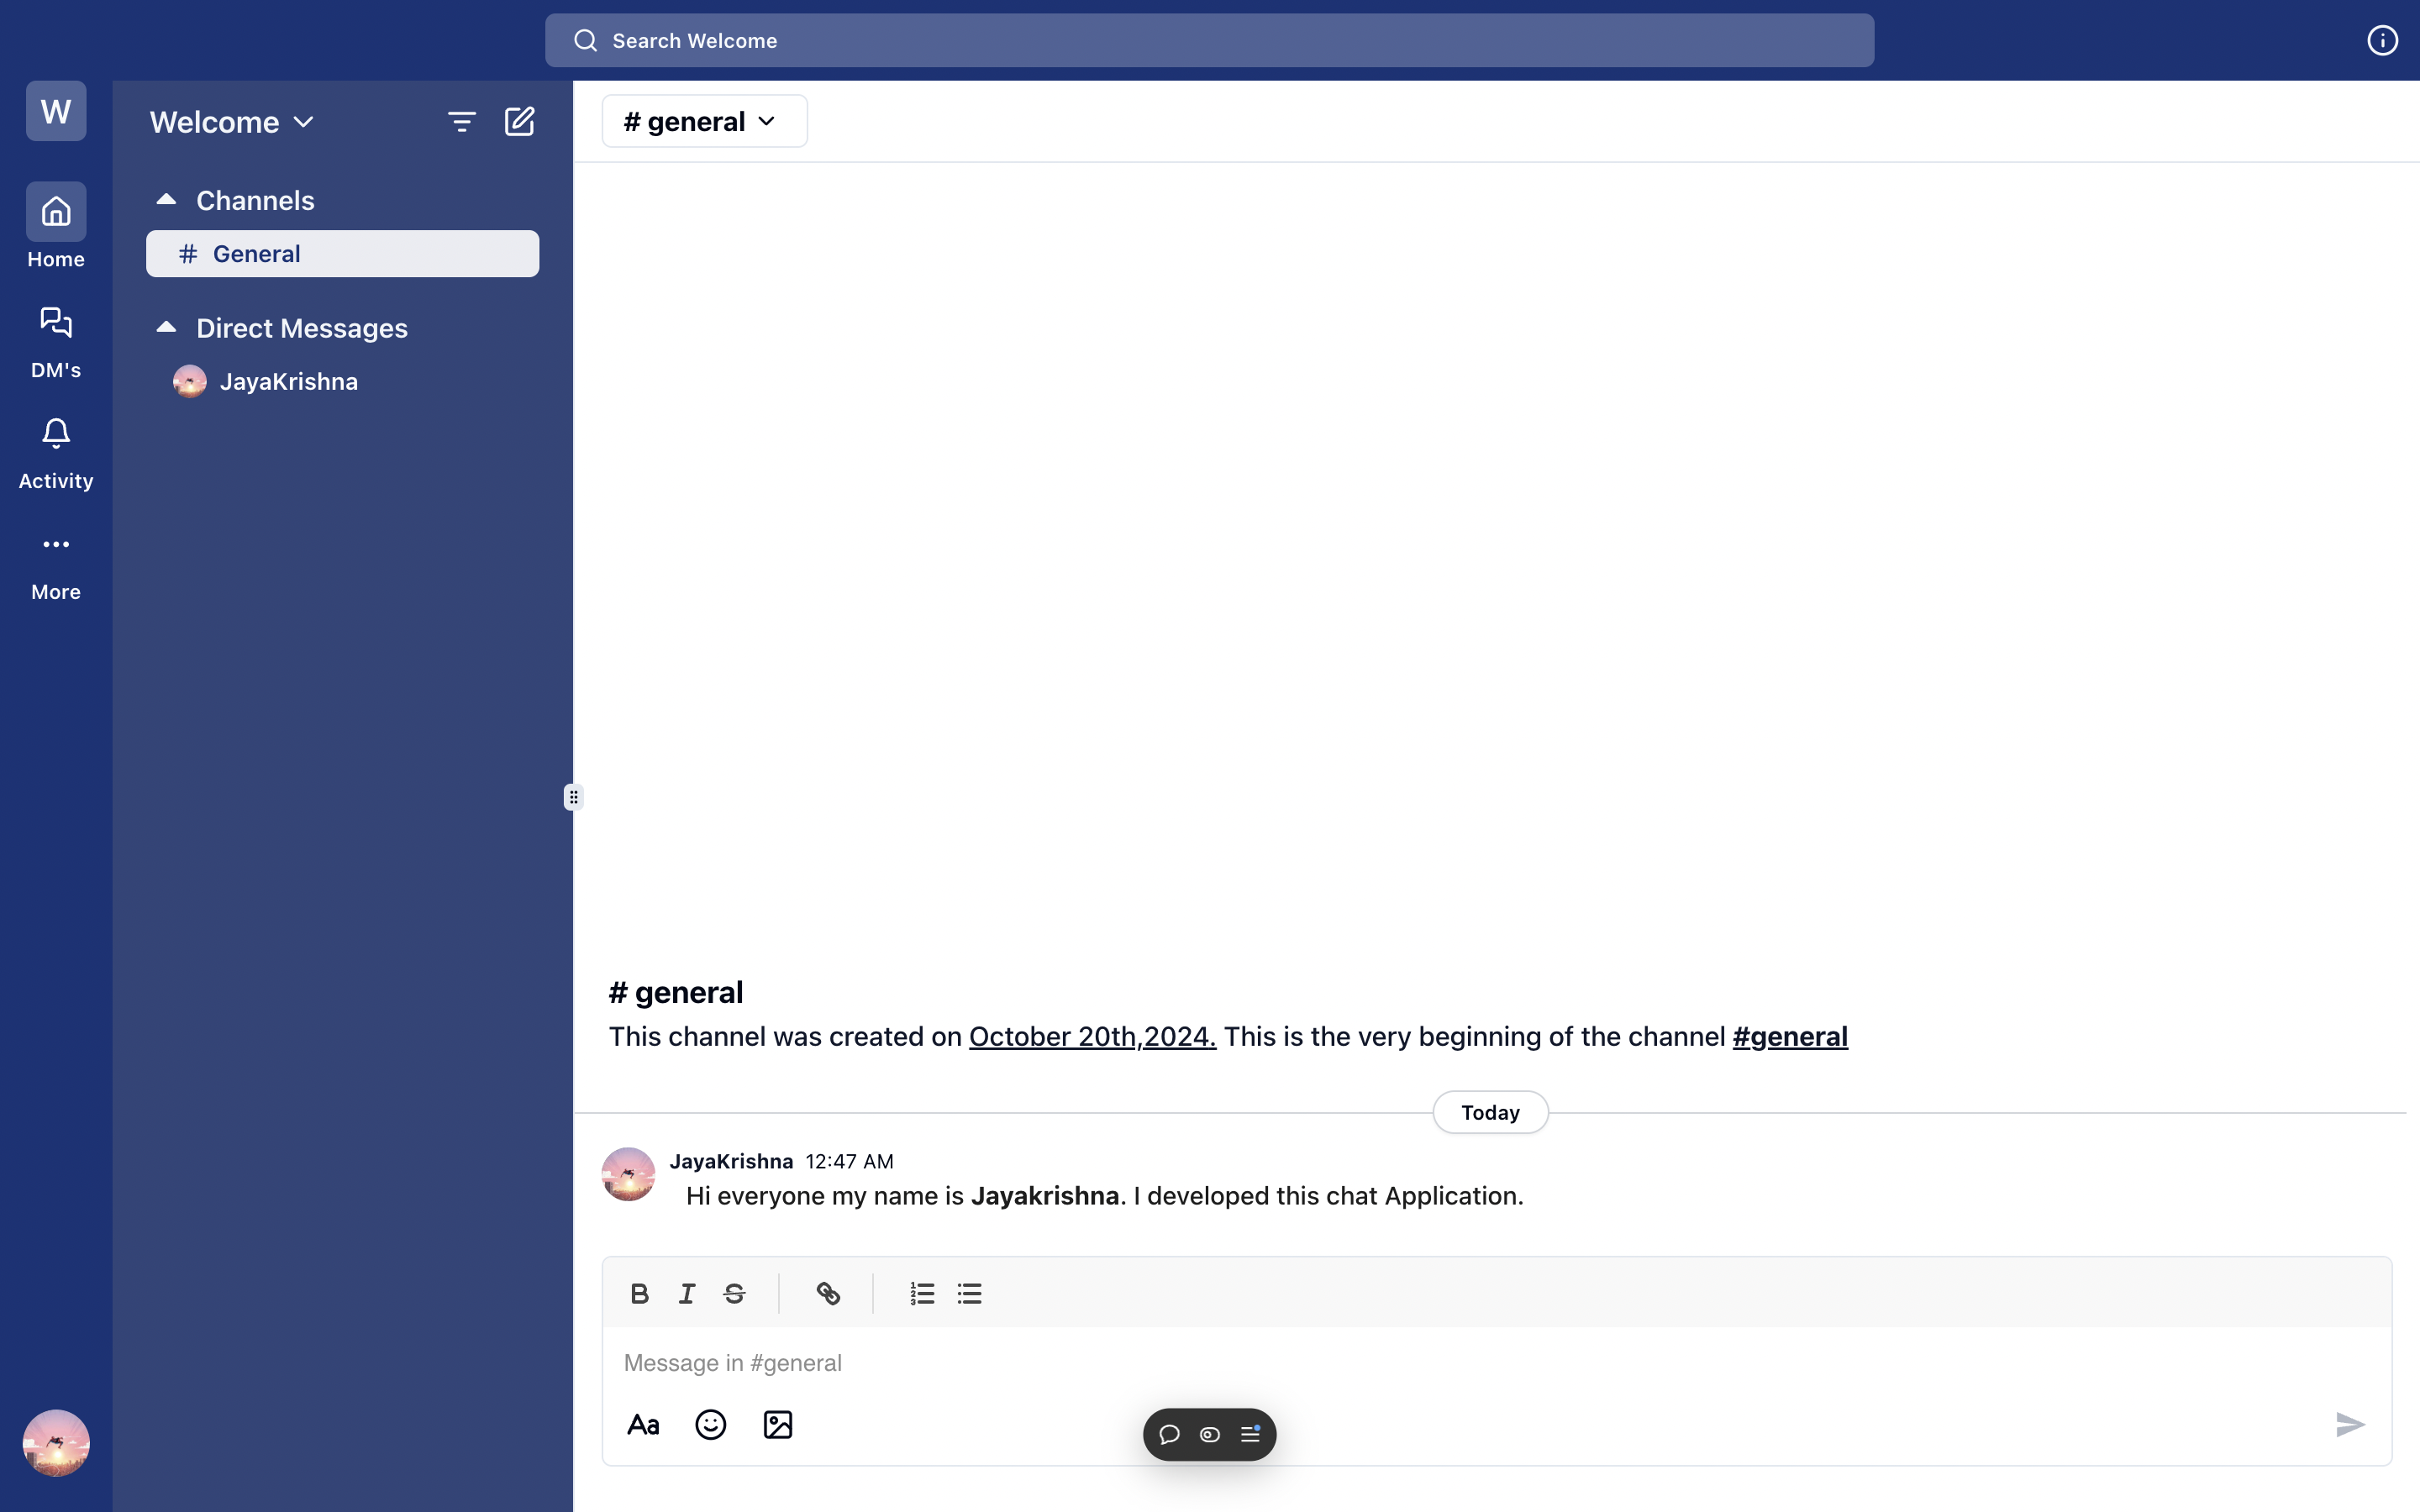 Search Welcome
W
Welcome
Home
DM's
Activity
More
Channels
# General
Direct Messages
JayaKrishna
# general
# general
This channel was created on October 20th,2024. This is the very beginning of the channel #general
Today
JayaKrishna 12:47 AM
Hi everyone my name is Jayakrishna. I developed this chat Application.
B I S
Message in #general
Aa